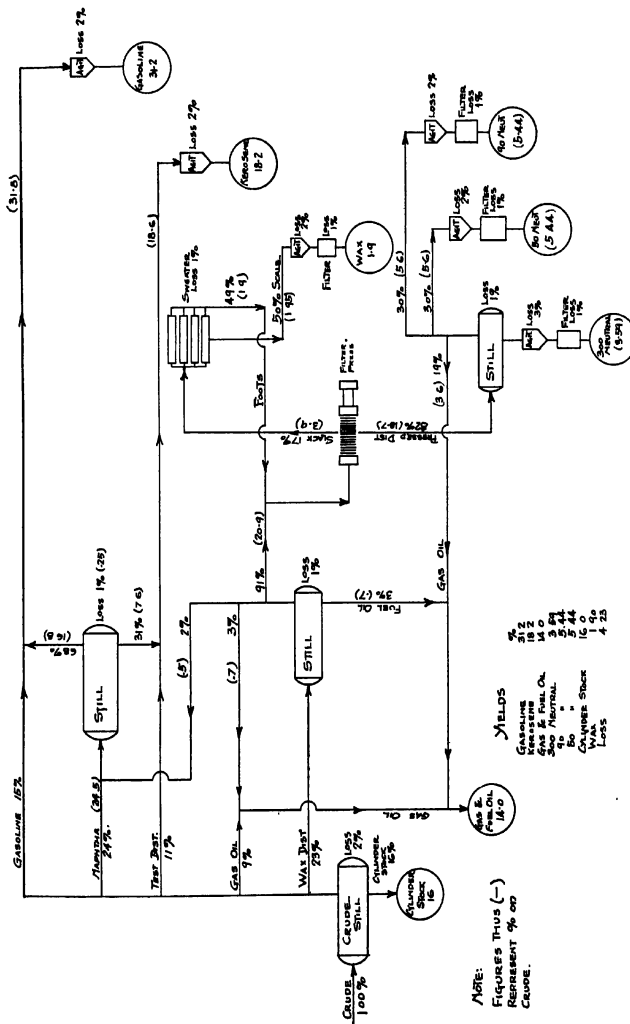 GASOLINE 15%
(31.8)
AGIT
LOSS 2%
GASOLINE
31.2
NAPHTHA
24%
(24.5)
STILL
LOSS 1% (.25)
68%
(16.8)
31% (7.6)
TEST DIST.
11%
(18.6)
AGIT
LOSS 2%
KEROSENE
18.2
2%
(.5)
SWEATER
LOSS 1%
49%
(1.9)
50% SCALE
(1.95)
AGIT
LOSS
2%
LOSS
1%
FILTER
WAX
1.9
FOOTS
GAS OIL
9%
3%
(.7)
91%
(20.9)
SLACK 17%
(3.9)
FILTER
PRESS
PRESSED DIST
82% (18.7)
WAX DIST
23%
STILL
LOSS
1%
FUEL OIL
3% (.7)
30% (5.6)
AGIT
LOSS 2%
FILTER
LOSS
1%
90 NEUT
(5.44)
30% (5.6)
AGIT
LOSS
2%
FILTER
LOSS
1%
80 NEUT
(5.44)
(3.6) 19%
STILL
LOSS
1%
AGIT
LOSS
3%
FILTER
LOSS
1%
300
NEUTRAL
(3.59)
GAS OIL
GAS OIL
GAS &
FUEL OIL
14.0
CRUDE
100%
CRUDE
STILL
LOSS
2%
CYLINDER
STOCK
16%
CYLINDER
STOCK
16
YIELDS
%
GASOLINE 31.2
KEROSENE 18.2
GAS & FUEL OIL 14.0
300 NEUTRAL 3.59
90 " 5.44
80 " 5.44
CYLINDER STOCK 16.0
WAX 1.90
LOSS 4.23
NOTE:
FIGURES THUS (—)
REPRESENT % ON
CRUDE.